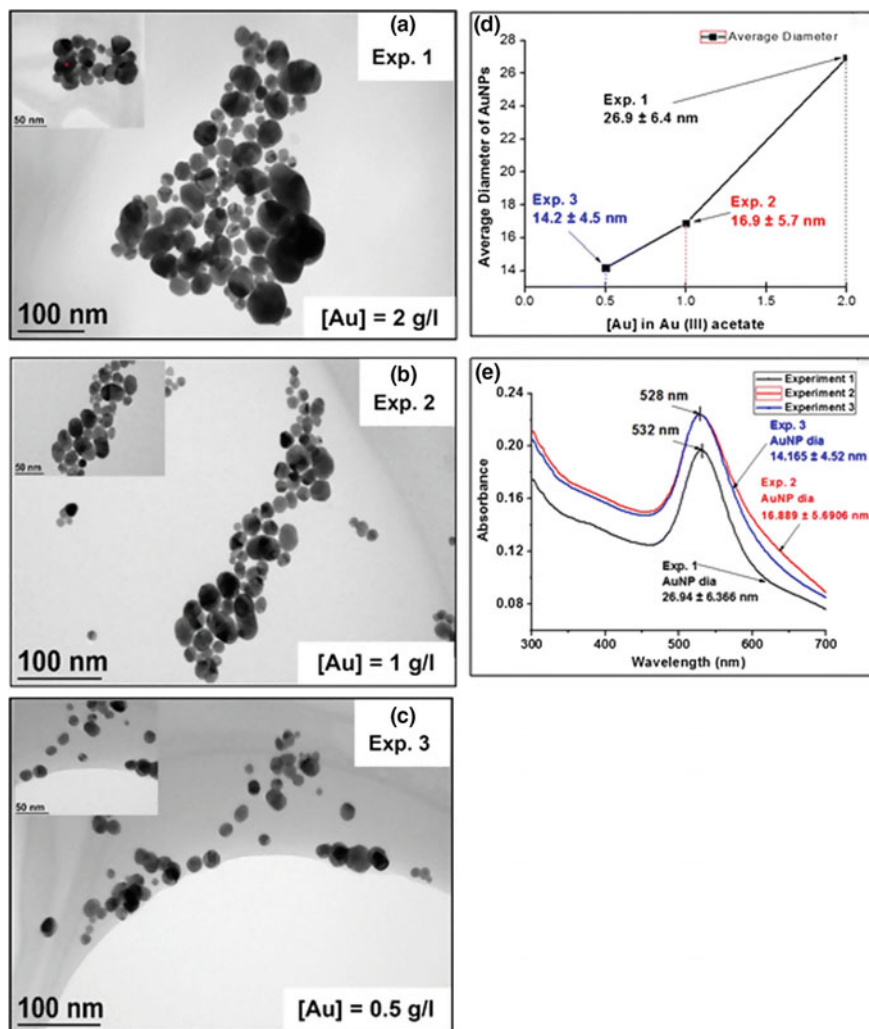 (a)
Exp. 1
50 nm
100 nm
[Au] = 2 g/l
(b)
Exp. 2
50 nm
100 nm
[Au] = 1 g/l
(c)
Exp. 3
50 nm
100 nm
[Au] = 0.5 g/l
(d)
Average Diameter
28
26
24
22
20
18
16
14
Average Diameter of AuNPs
Exp. 1
26.9 ± 6.4 nm
Exp. 3
14.2 ± 4.5 nm
Exp. 2
16.9 ± 5.7 nm
0.0 0.5 1.0 1.5 2.0
[Au] in Au (III) acetate
(e)
Experiment 1
Experiment 2
Experiment 3
0.24
0.20
0.16
0.12
0.08
Absorbance
528 nm
532 nm
Exp. 3
AuNP dia
14.165 ± 4.52 nm
Exp. 2
AuNP dia
16.889 ± 5.6906 nm
Exp. 1
AuNP dia
26.94 ± 6.366 nm
300 400 500 600 700
Wavelength (nm)